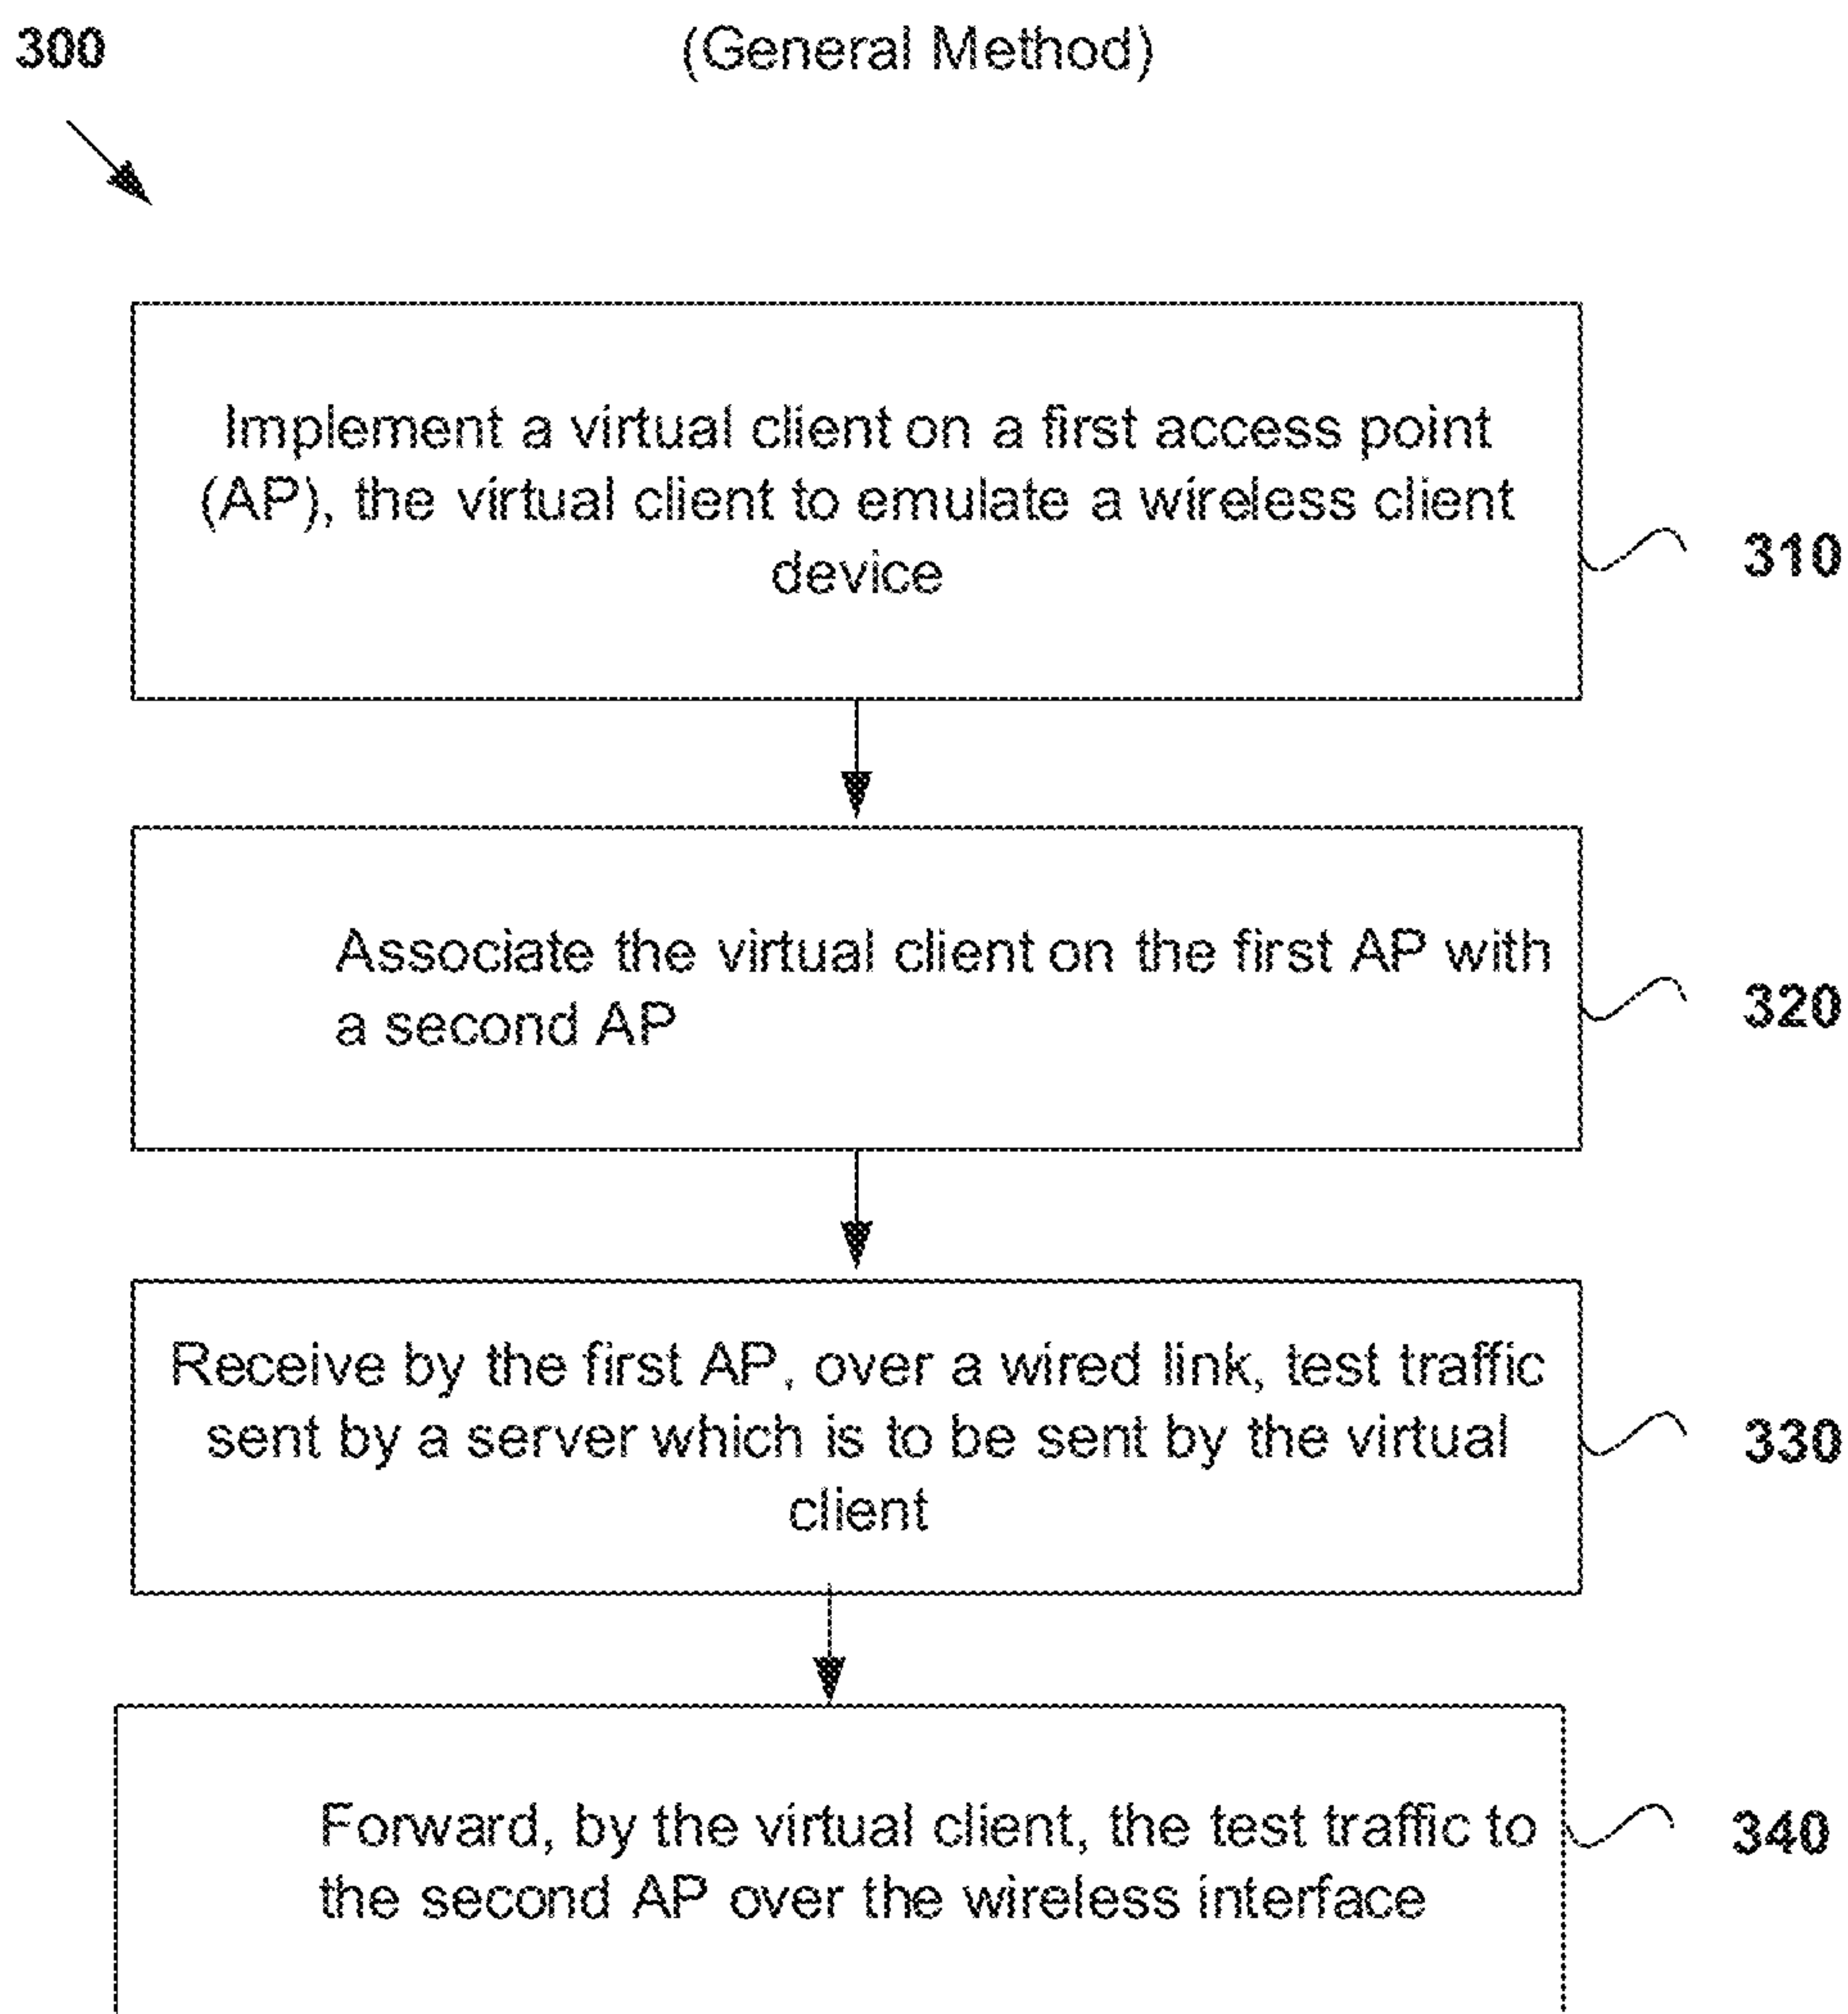 300
(General Method)
Implement a virtual client on a first access point
(AP), the virtual client to emulate a wireless client
device
310
Associate the virtual client on the first AP with
a second AP
320
Receive by the first AP, over a wired link, test traffic
sent by a server which is to be sent by the virtual
client
330
Forward, by the virtual client, the test traffic to
the second AP over the wireless interface
340